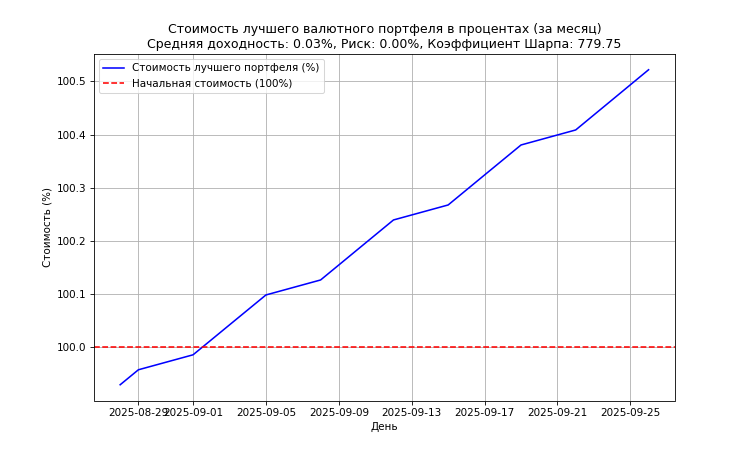 Стоимость лучшего валютного портфеля в процентах (за месяц)
Средняя доходность: 0.03%, Риск: 0.00%, Коэффициент Шарпа: 779.75
Стоимость лучшего портфеля (%)
Начальная стоимость (100%)
Стоимость (%)
100.5
100.4
100.3
100.2
100.1
100.0
2025-08-29 2025-09-01 2025-09-05 2025-09-09 2025-09-13 2025-09-17 2025-09-21 2025-09-25
День